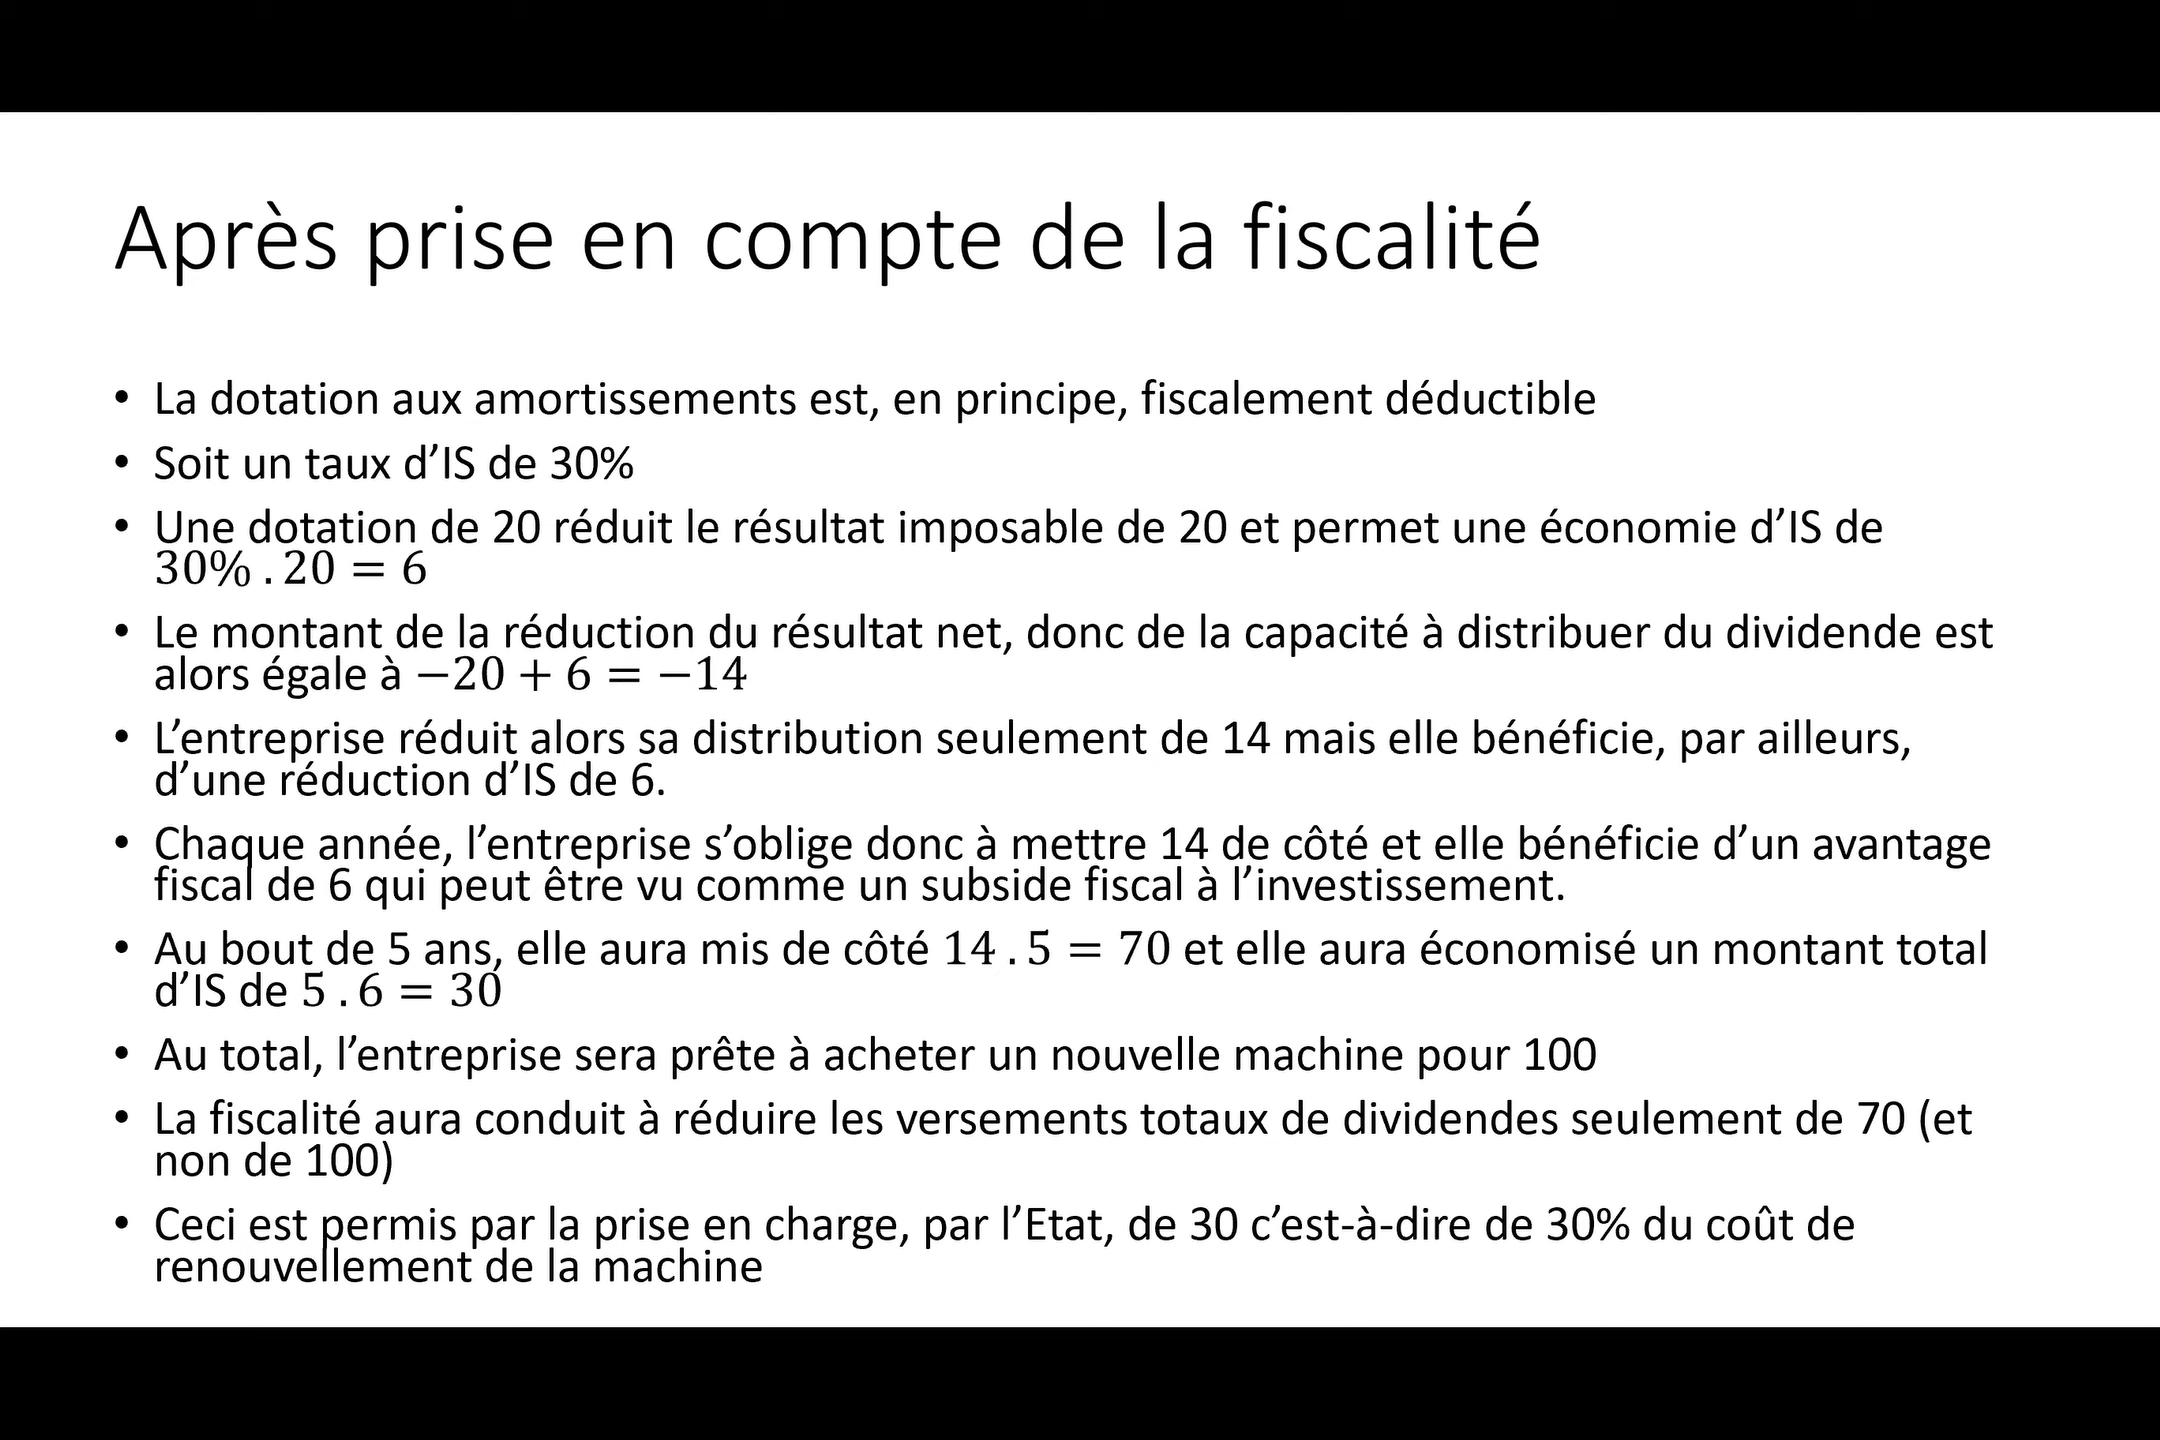 Après prise en compte de la fiscalité
• La dotation aux amortissements est, en principe, fiscalement déductible
• Soit un taux d’IS de 30%
• Une dotation de 20 réduit le résultat imposable de 20 et permet une économie d’IS de
30% . 20 = 6
• Le montant de la réduction du résultat net, donc de la capacité à distribuer du dividende est
alors égale à −20 + 6 = −14
• L’entreprise réduit alors sa distribution seulement de 14 mais elle bénéficie, par ailleurs,
d’une réduction d’IS de 6.
• Chaque année, l’entreprise s’oblige donc à mettre 14 de côté et elle bénéficie d’un avantage
fiscal de 6 qui peut être vu comme un subside fiscal à l’investissement.
• Au bout de 5 ans, elle aura mis de côté 14 . 5 = 70 et elle aura économisé un montant total
d’IS de 5 . 6 = 30
• Au total, l’entreprise sera prête à acheter un nouvelle machine pour 100
• La fiscalité aura conduit à réduire les versements totaux de dividendes seulement de 70 (et
non de 100)
• Ceci est permis par la prise en charge, par l’Etat, de 30 c’est-à-dire de 30% du coût de
renouvellement de la machine